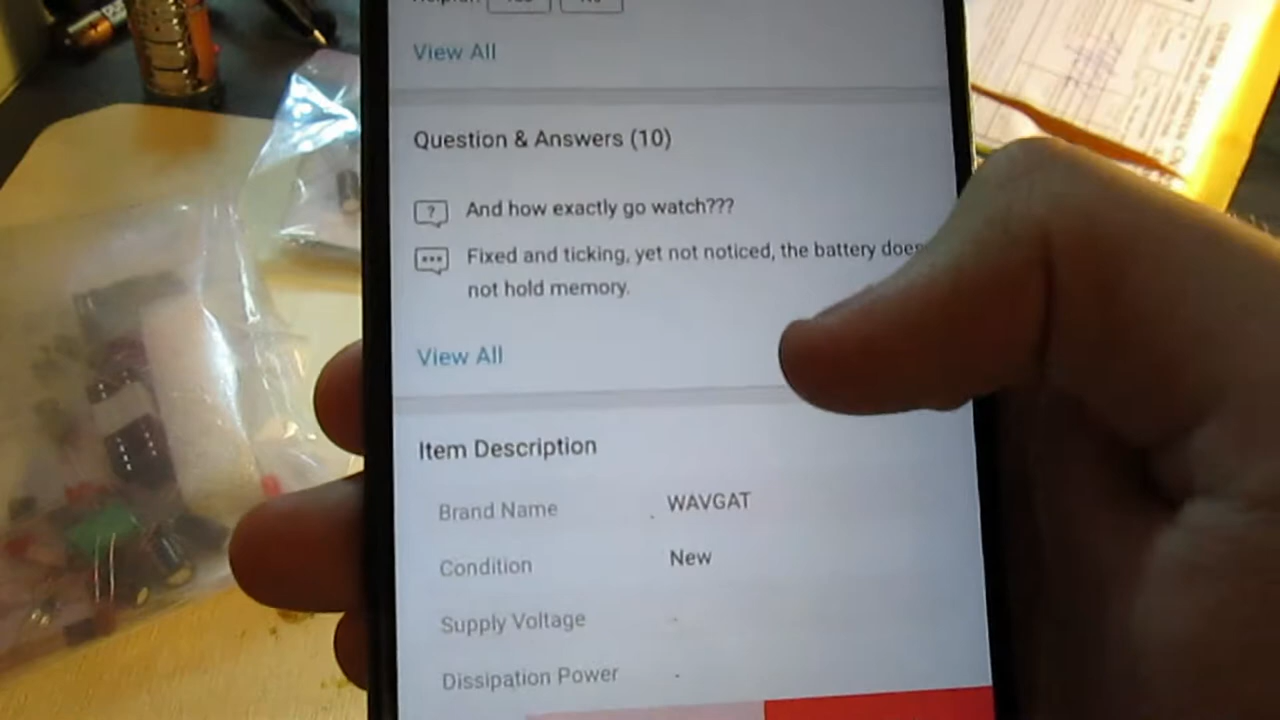 View All
Question & Answers (10)
?
And how exactly go watch???
Fixed and ticking, yet not noticed, the battery does
not hold memory.
View All
Item Description
Brand Name WAVGAT
Condition New
Supply Voltage -
Dissipation Power -